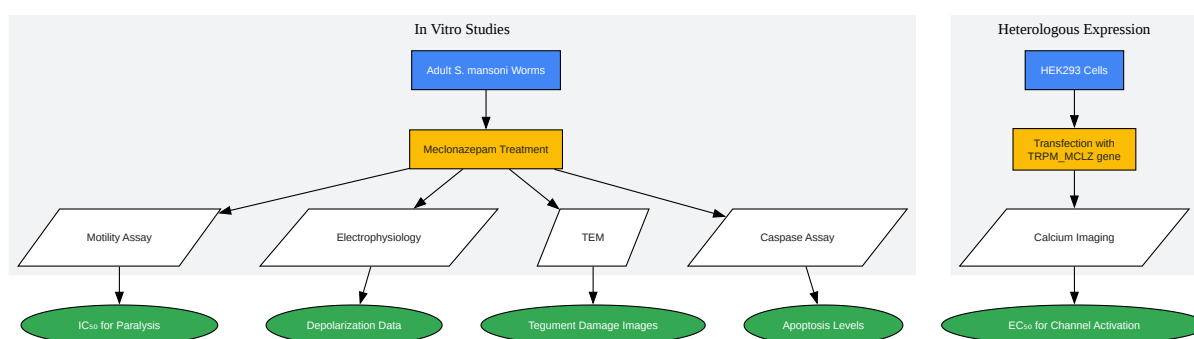 In Vitro Studies
Heterologous Expression
Adult S. mansoni Worms
HEK293 Cells
Meclonazepam Treatment
Transfection with
TRPM_MCLZ gene
Motility Assay
Electrophysiology
TEM
Caspase Assay
Calcium Imaging
IC₅₀ for Paralysis
Depolarization Data
Tegument Damage Images
Apoptosis Levels
EC₅₀ for Channel Activation